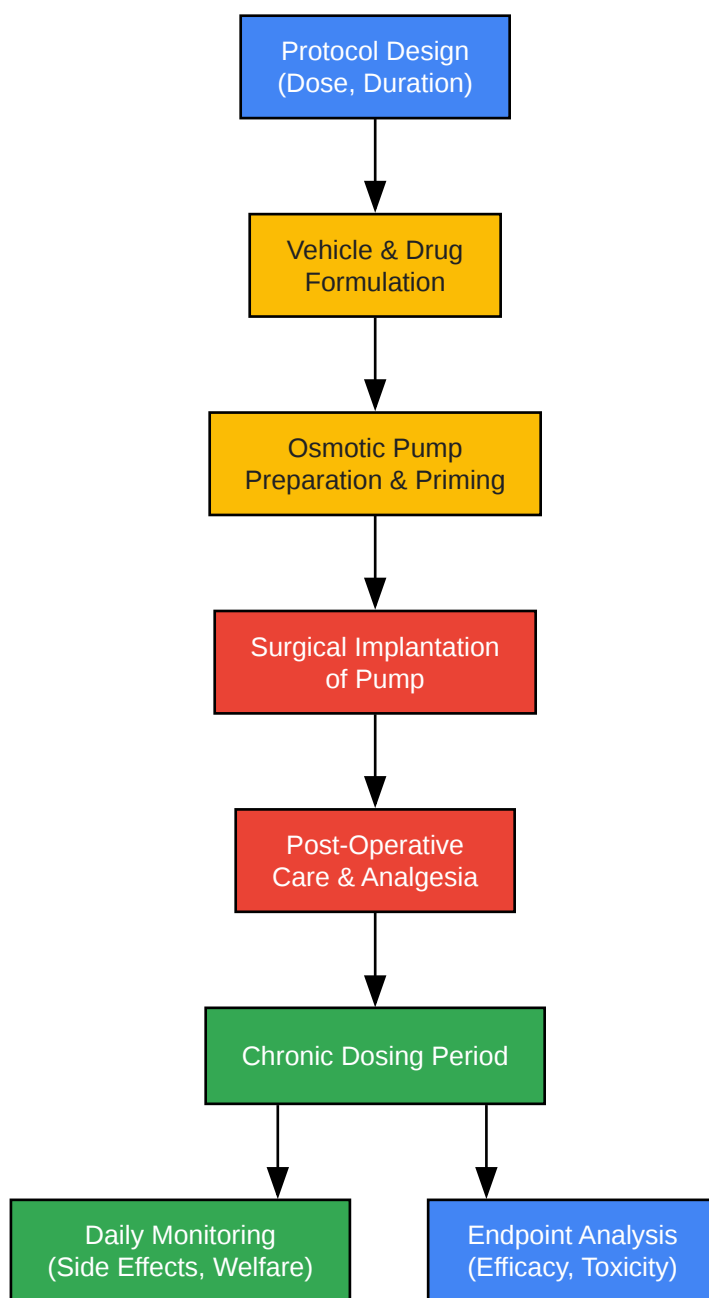 Protocol Design
(Dose, Duration)
Vehicle & Drug
Formulation
Osmotic Pump
Preparation & Priming
Surgical Implantation
of Pump
Post-Operative
Care & Analgesia
Chronic Dosing Period
Daily Monitoring
(Side Effects, Welfare)
Endpoint Analysis
(Efficacy, Toxicity)